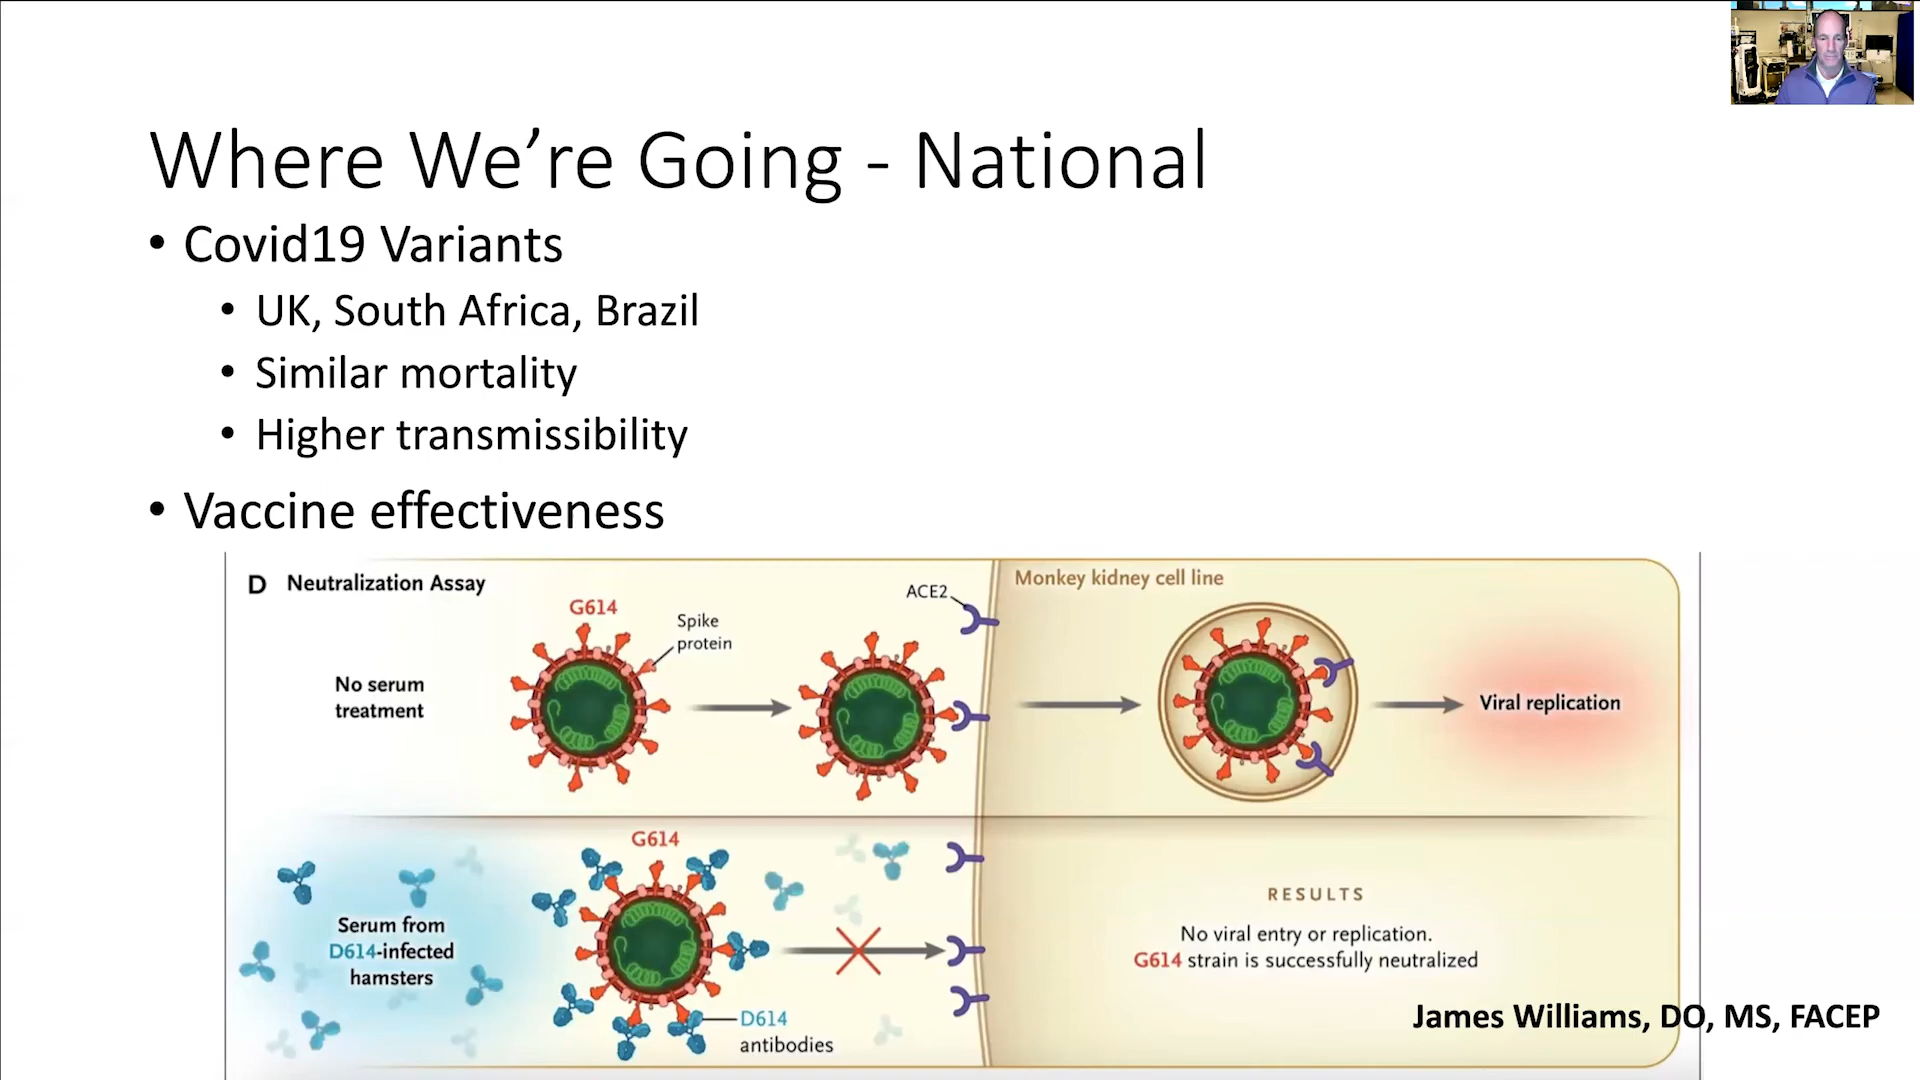 Where We're Going - National
• Covid19 Variants
• UK, South Africa, Brazil
• Similar mortality
• Higher transmissibility
• Vaccine effectiveness
D Neutralization Assay
G614
Spike
protein
ACE2
Monkey kidney cell line
No serum
treatment
Viral replication
G614
Serum from
D614-infected
hamsters
D614
antibodies
RESULTS
No viral entry or replication.
G614 strain is successfully neutralized
James Williams, DO, MS, FACEP